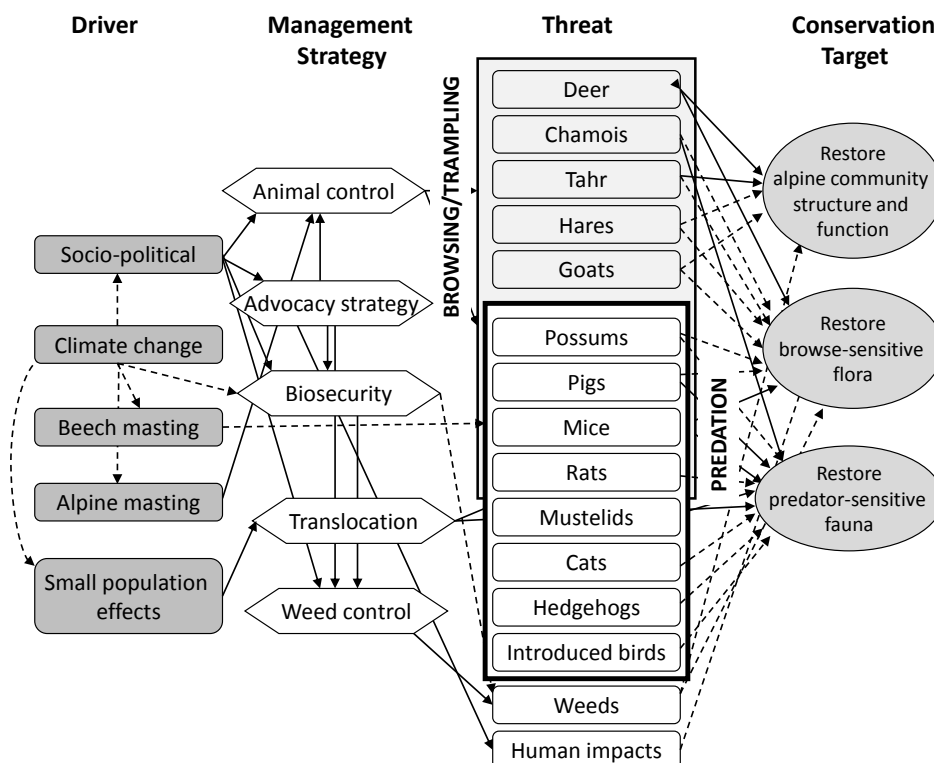 Driver
Management
Strategy
Threat
Conservation
Target
Socio-political
Climate change
Beech masting
Alpine masting
Small population
effects
Animal control
Advocacy strategy
Biosecurity
Translocation
Weed control
BROWSING/TRAMPLING
Deer
Chamois
Tahr
Hares
Goats
Possums
Pigs
Mice
Rats
Mustelids
Cats
Hedgehogs
Introduced birds
Weeds
Human impacts
PREDATION
Restore
alpine community
structure and
function
Restore
browse-sensitive
flora
Restore
predator-sensitive
fauna